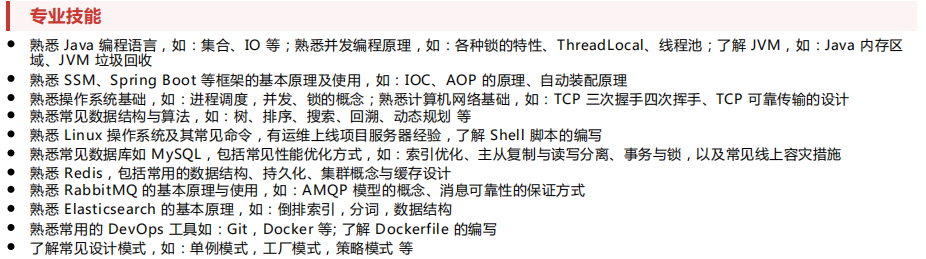 专业技能
● 熟悉 Java 编程语言，如：集合、IO 等；熟悉并发编程原理，如：各种锁的特性、ThreadLocal、线程池；了解 JVM，如：Java 内存区
域、JVM 垃圾回收
● 熟悉 SSM、Spring Boot 等框架的基本原理及使用，如：IOC、AOP 的原理、自动装配原理
● 熟悉操作系统基础，如：进程调度，并发、锁的概念；熟悉计算机网络基础，如：TCP 三次握手四次挥手、TCP 可靠传输的设计
● 熟悉常见数据结构与算法，如：树、排序、搜索、回溯、动态规划 等
● 熟悉 Linux 操作系统及其常见命令，有运维上线项目服务器经验，了解 Shell 脚本的编写
● 熟悉常见数据库如 MySQL，包括常见性能优化方式，如：索引优化、主从复制与读写分离、事务与锁，以及常见线上容灾措施
● 熟悉 Redis，包括常用的数据结构、持久化、集群概念与缓存设计
● 熟悉 RabbitMQ 的基本原理与使用，如：AMQP 模型的概念、消息可靠性的保证方式
● 熟悉 Elasticsearch 的基本原理，如：倒排索引，分词，数据结构
● 熟悉常用的 DevOps 工具如：Git，Docker 等; 了解 Dockerfile 的编写
● 了解常见设计模式，如：单例模式，工厂模式，策略模式 等